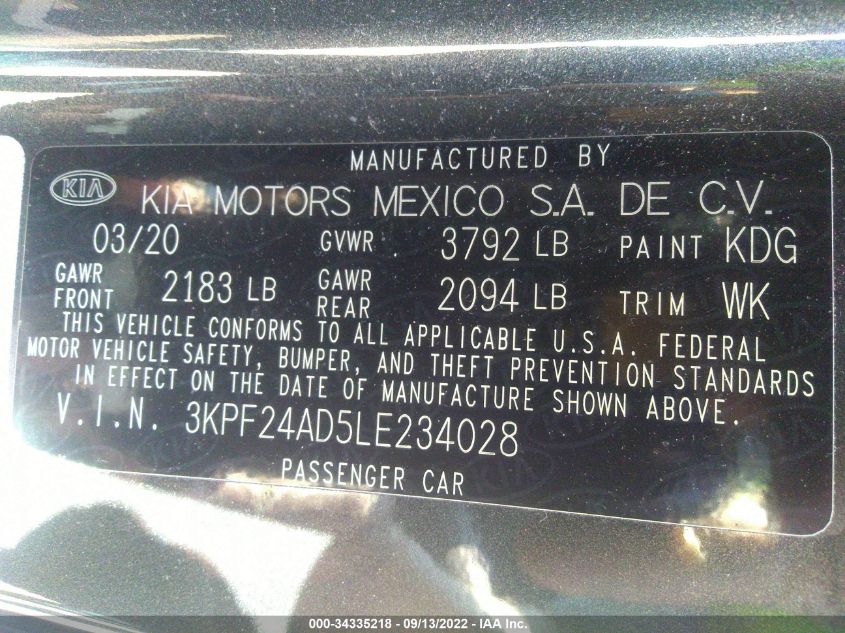 MANUFACTURED BY
KIA KIA MOTORS MEXICO S.A. DE C.V.
03/20 GVWR 3792 LB PAINT KDG
GAWR FRONT 2183 LB GAWR REAR 2094 LB TRIM WK
THIS VEHICLE CONFORMS TO ALL APPLICABLE U.S.A. FEDERAL
MOTOR VEHICLE SAFETY, BUMPER, AND THEFT PREVENTION STANDARDS
IN EFFECT ON THE DATE OF MANUFACTURE SHOWN ABOVE.
V.I.N. 3KPF24AD5LE234028
PASSENGER CAR
000-34335218 - 09/13/2022 - IAA Inc.